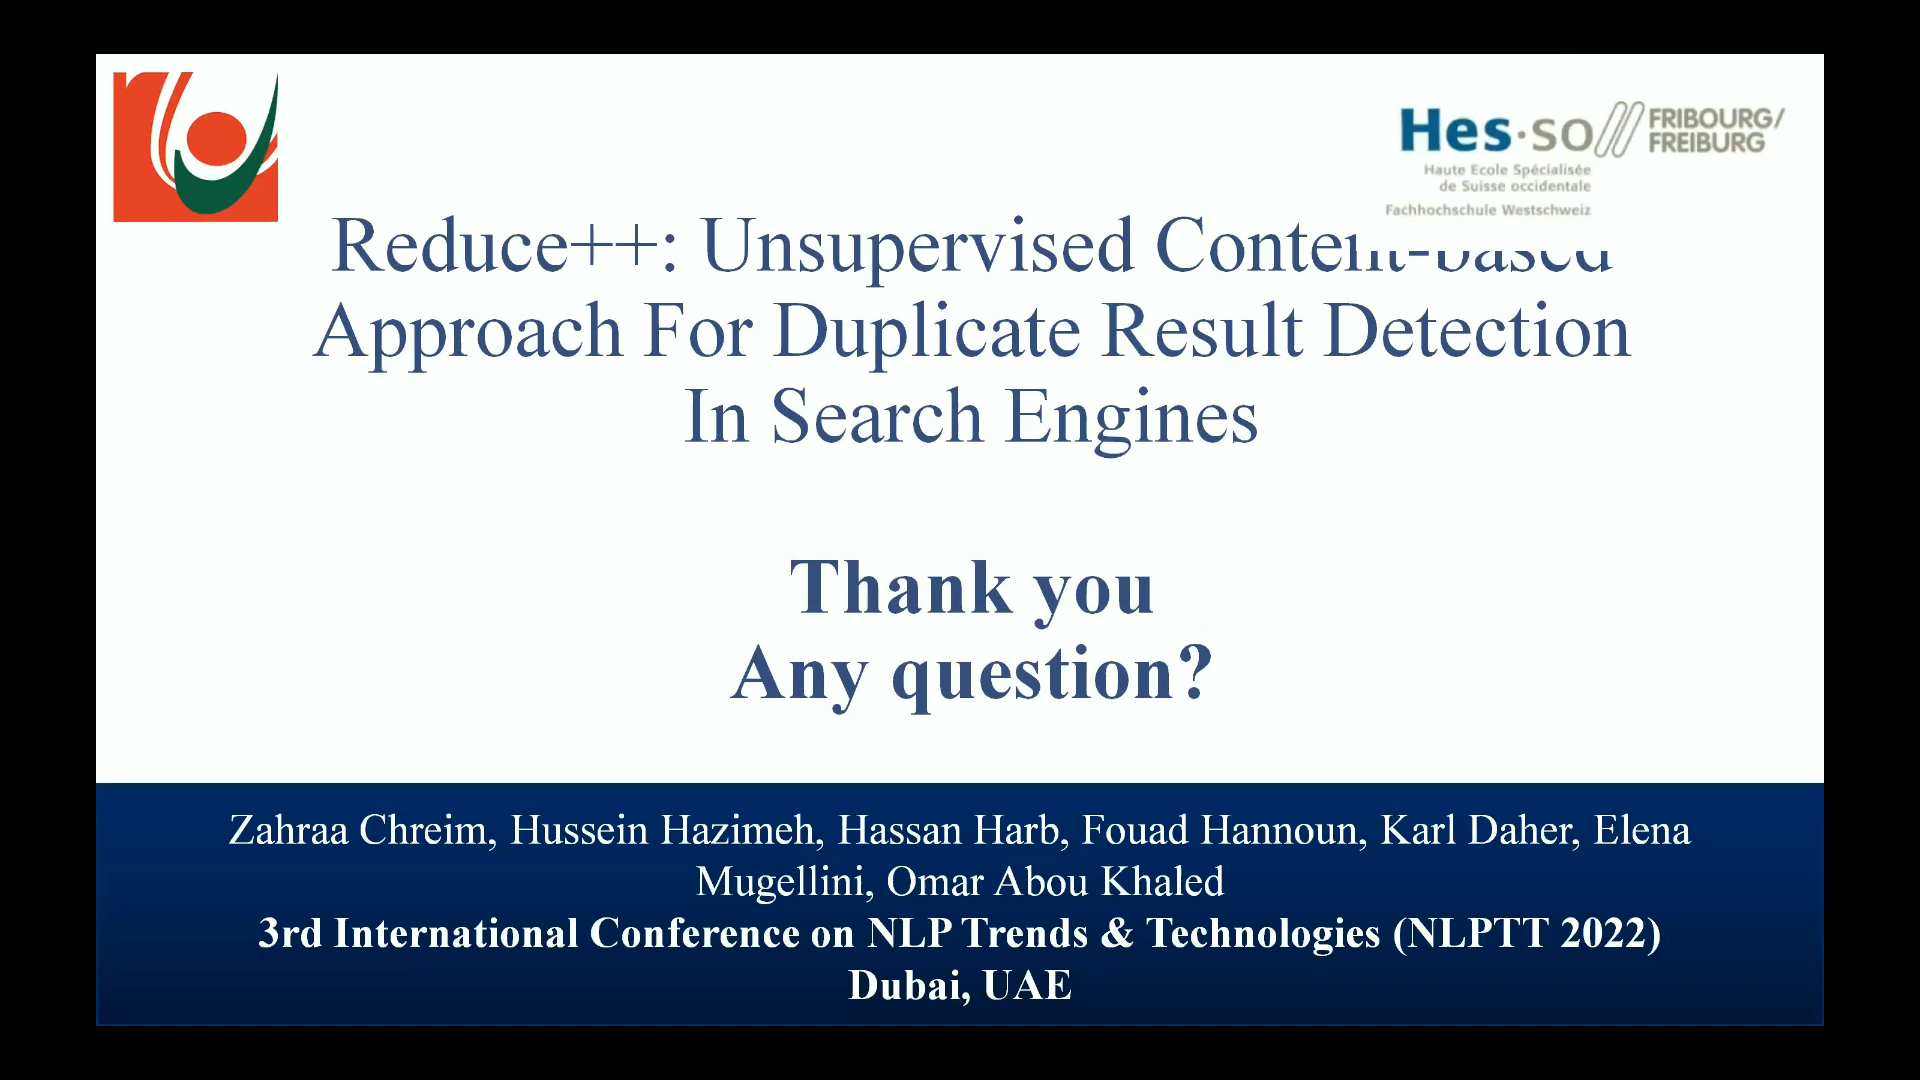 Hes·so FRIBOURG/
FREIBURG
Haute Ecole Spécialisée
de Suisse occidentale
Fachhochschule Westschweiz
Reduce++: Unsupervised Content-based
Approach For Duplicate Result Detection
In Search Engines
Thank you
Any question?
Zahraa Chreim, Hussein Hazimeh, Hassan Harb, Fouad Hannoun, Karl Daher, Elena
Mugellini, Omar Abou Khaled
3rd International Conference on NLP Trends & Technologies (NLPTT 2022)
Dubai, UAE